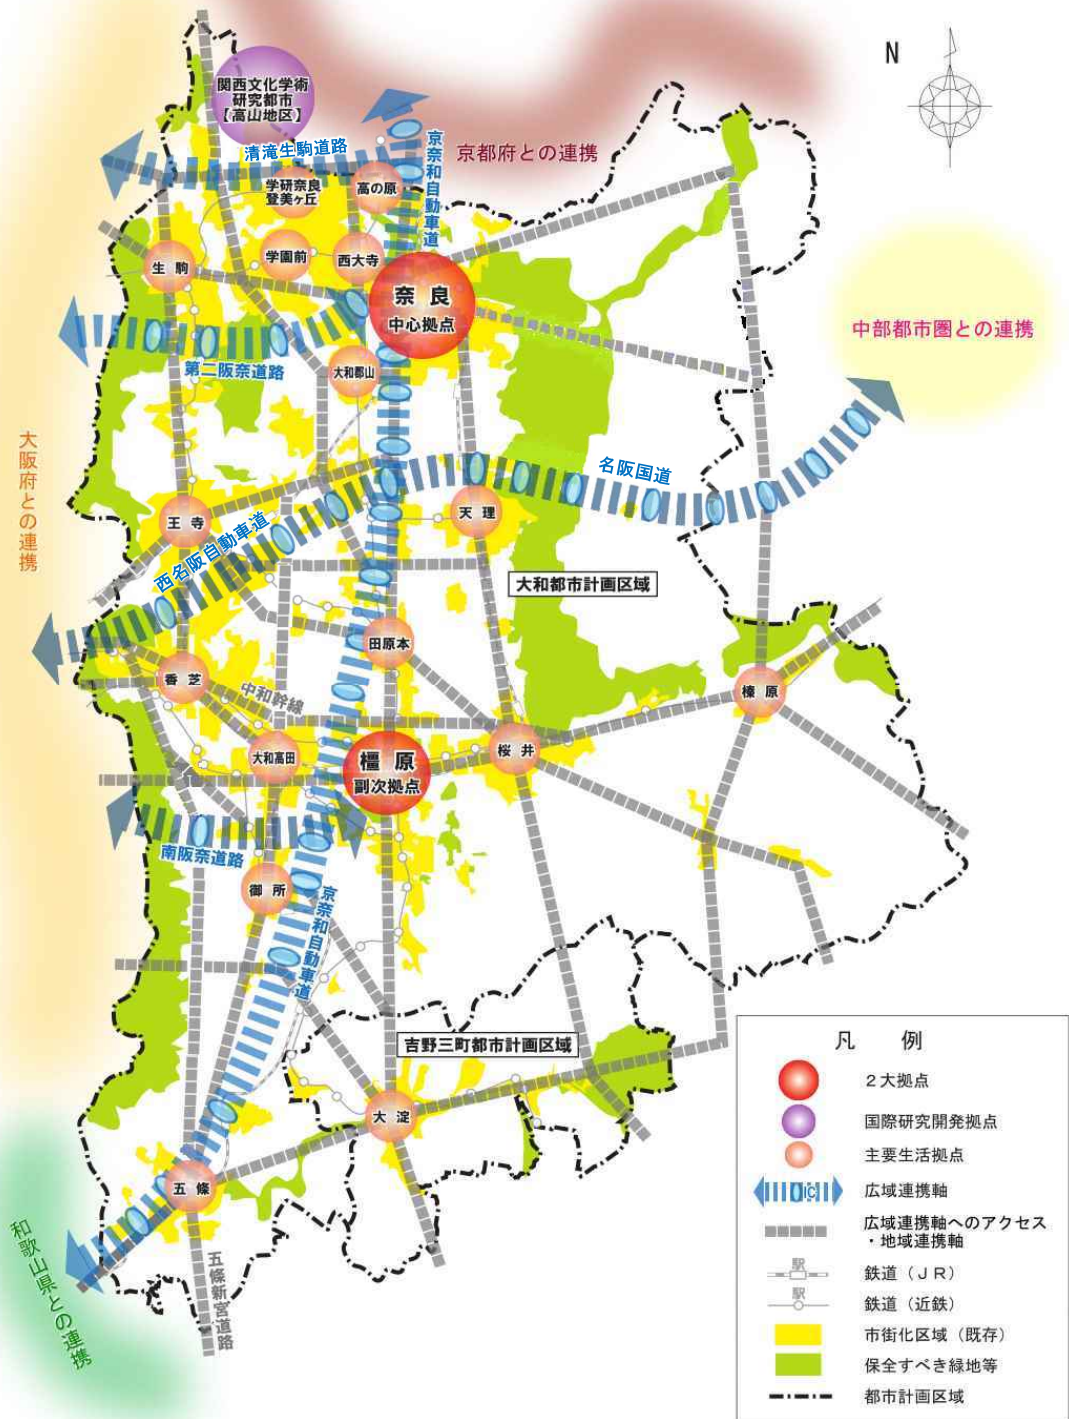 N
関西文化学術
研究都市
【高山地区】
清滝生駒道路
京奈和自動車道
京都府との連携
学研奈良
登美ヶ丘
高の原
生駒
学園前
西大寺
奈良
中心拠点
中部都市圏との連携
第二阪奈道路
大和郡山
大阪府との連携
名阪国道
王寺
天理
西名阪自動車道
大和都市計画区域
田原本
香芝
中和幹線
榛原
大和高田
橿原
副次拠点
桜井
南阪奈道路
御所
京奈和自動車道
吉野三町都市計画区域
大淀
五條
和歌山県との連携
五條新宮道路
凡例
2大拠点
国際研究開発拠点
主要生活拠点
IC
広域連携軸
広域連携軸へのアクセス
・地域連携軸
駅
鉄道（ＪＲ）
駅
鉄道（近鉄）
市街化区域（既存）
保全すべき緑地等
都市計画区域